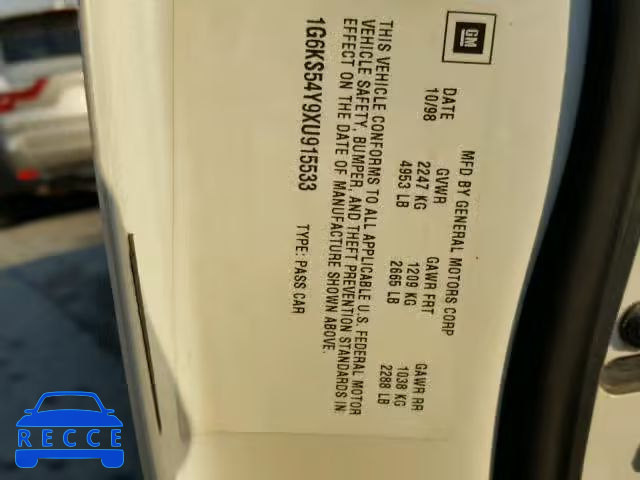 GM
MFD BY GENERAL MOTORS CORP
DATE GVWR GAWR FRT GAWR RR
10/98 2247 KG 1209 KG 1038 KG
4953 LB 2665 LB 2288 LB
THIS VEHICLE CONFORMS TO ALL APPLICABLE U.S. FEDERAL MOTOR
VEHICLE SAFETY, BUMPER, AND THEFT PREVENTION STANDARDS IN
EFFECT ON THE DATE OF MANUFACTURE SHOWN ABOVE.
1G6KS54Y9XU915533 TYPE: PASS CAR
RECCE